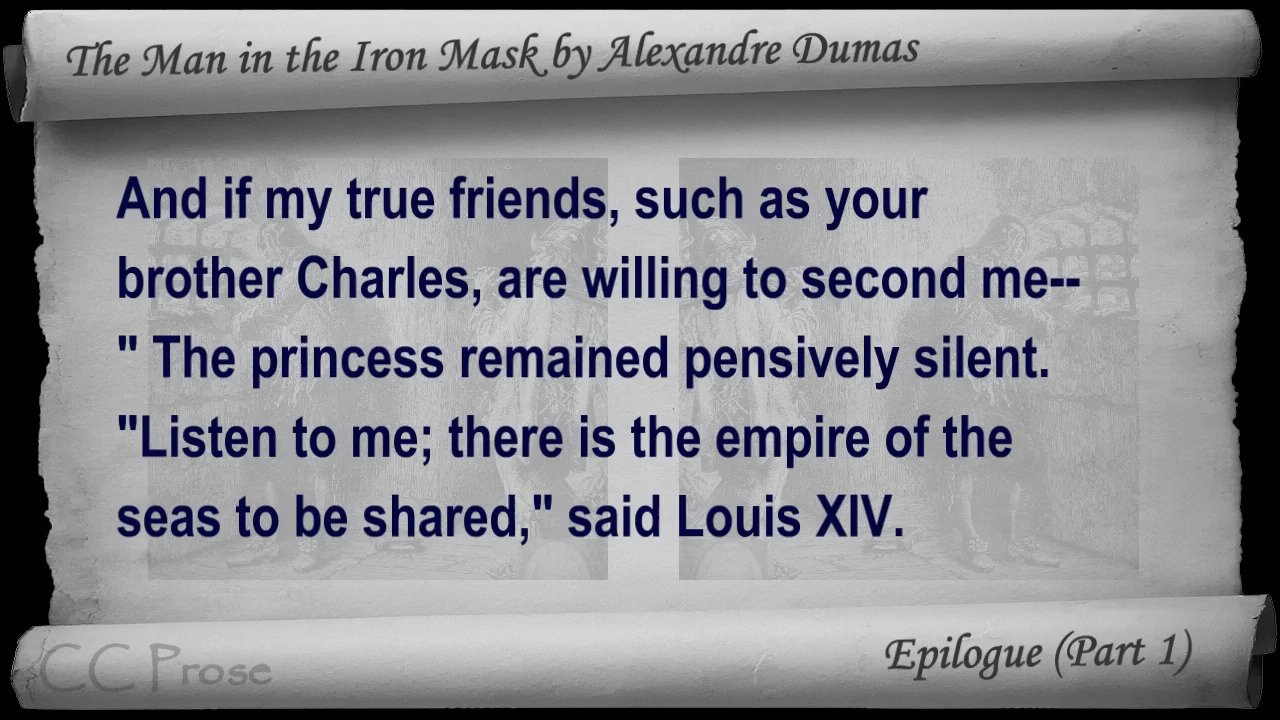 The Man in the Iron Mask by Alexandre Dumas
And if my true friends, such as your
brother Charles, are willing to second me--
" The princess remained pensively silent.
"Listen to me; there is the empire of the
seas to be shared," said Louis XIV.
CC Prose
Epilogue (Part 1)